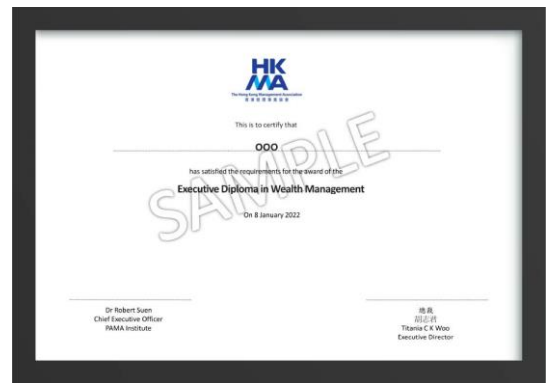 HK
MA
The Hong Kong Management Association
香港管理專業協會
This is to certify that
OOO
has satisfied the requirements for the award of the
Executive Diploma in Wealth Management
On 8 January 2022
SAMPLE
Dr Robert Suen
Chief Executive Officer
PAMA Institute
總裁
胡志君
Titania C K Woo
Executive Director